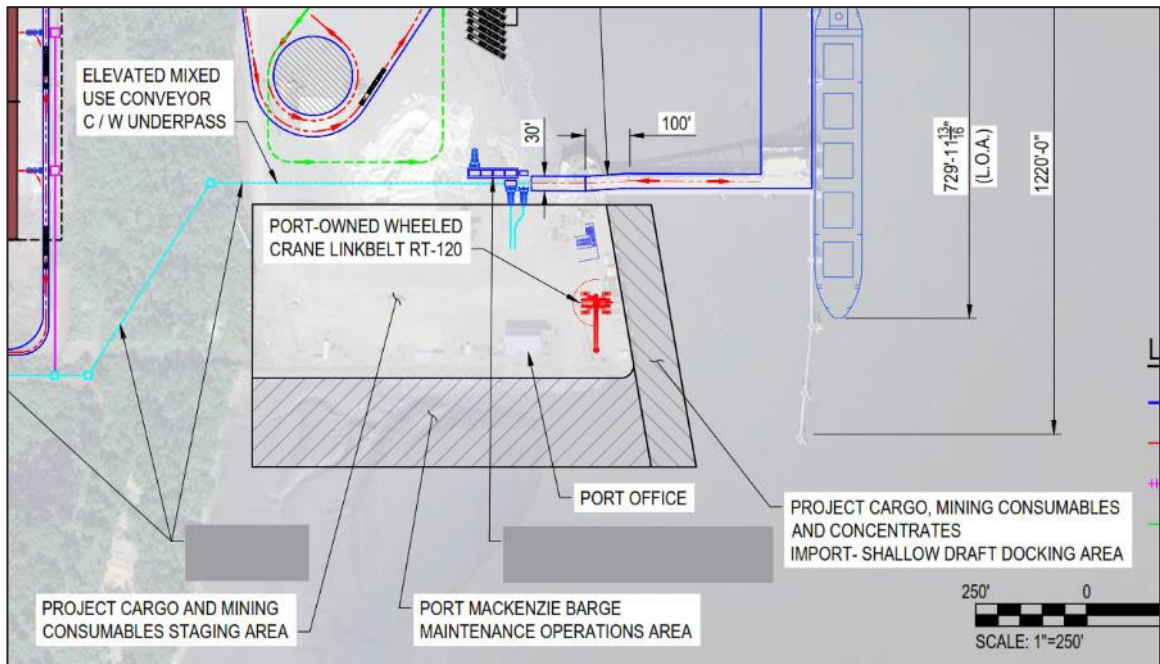 ELEVATED MIXED
USE CONVEYOR
C / W UNDERPASS
30'
100'
729'-11 13/16"
(L.O.A.)
1220'-0"
PORT-OWNED WHEELED
CRANE LINKBELT RT-120
PORT OFFICE
PROJECT CARGO, MINING CONSUMABLES
AND CONCENTRATES
IMPORT- SHALLOW DRAFT DOCKING AREA
PROJECT CARGO AND MINING
CONSUMABLES STAGING AREA
PORT MACKENZIE BARGE
MAINTENANCE OPERATIONS AREA
L
250'
0
SCALE: 1"=250'